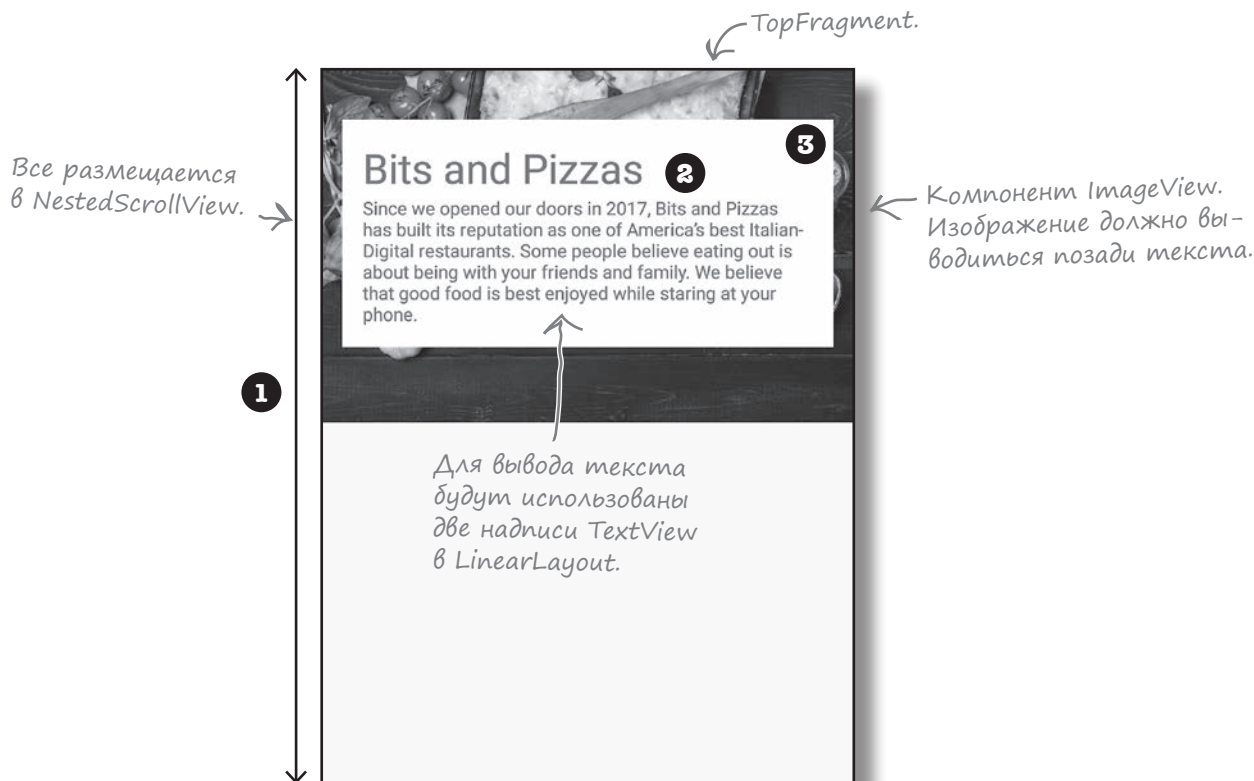 TopFragment.
Все размещается
в NestedScrollView.
3
Bits and Pizzas 2
Since we opened our doors in 2017, Bits and Pizzas
has built its reputation as one of America's best Italian-
Digital restaurants. Some people believe eating out is
about being with your friends and family. We believe
that good food is best enjoyed while staring at your
phone.
Компонент ImageView.
Изображение должно вы-
водиться позади текста.
1
Для вывода текста
будут использованы
две надписи TextView
в LinearLayout.